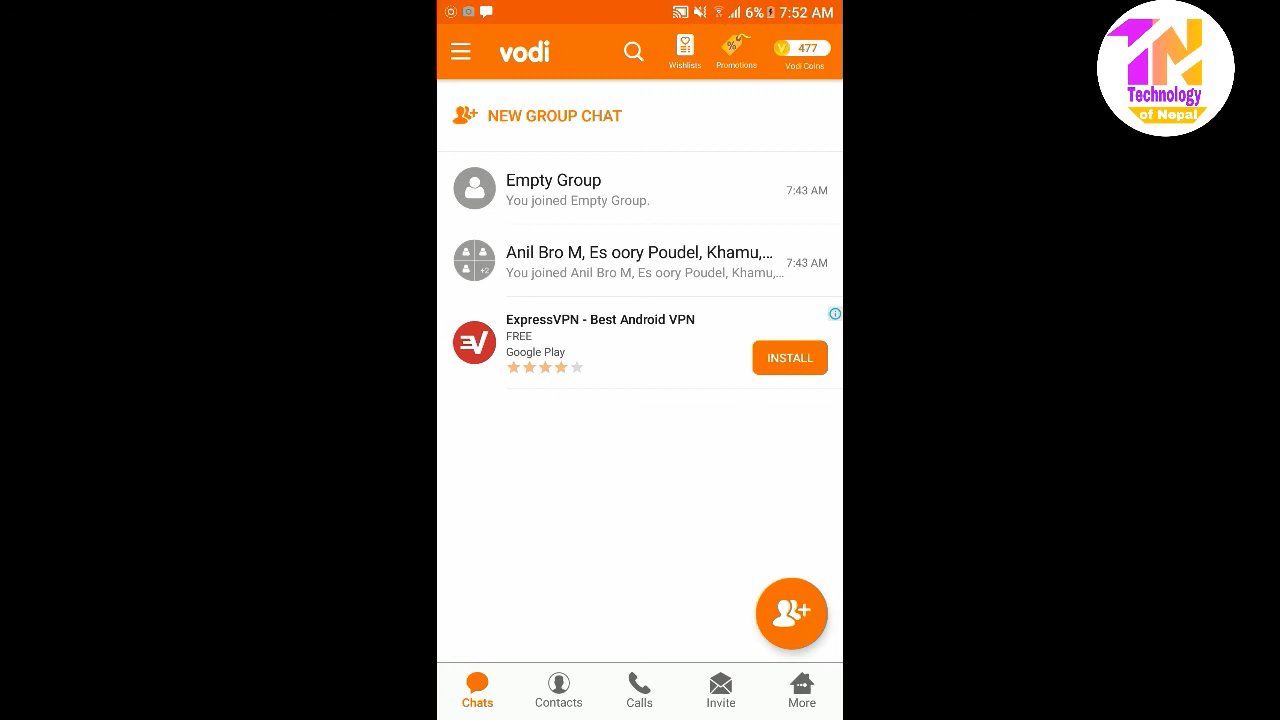 6% 7:52 AM
vodi
Wishlists
Promotions
477
Vodi Coins
NEW GROUP CHAT
Empty Group
You joined Empty Group.
7:43 AM
Anil Bro M, Es oory Poudel, Khamu,...
You joined Anil Bro M, Es oory Poudel, Khamu,...
7:43 AM
+2
ExpressVPN - Best Android VPN
FREE
Google Play
INSTALL
Chats
Contacts
Calls
Invite
More
TN
Technology
of Nepal